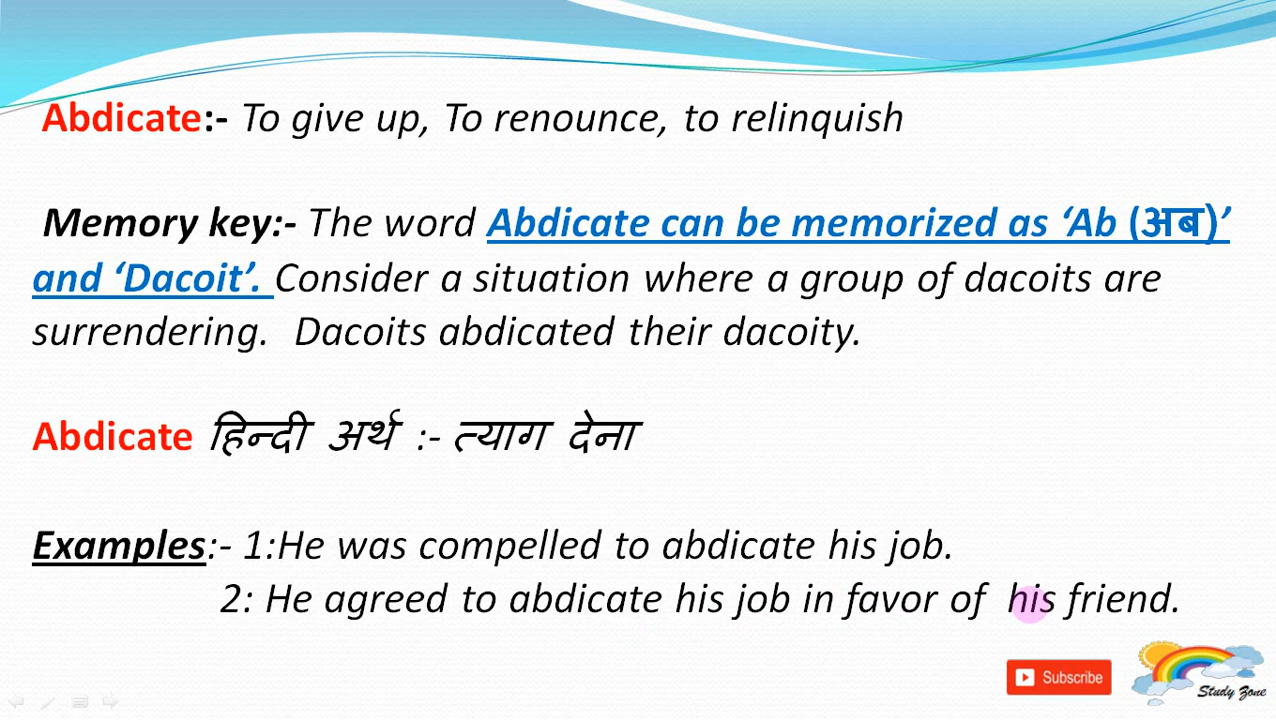 Abdicate:- To give up, To renounce, to relinquish
Memory key:- The word Abdicate can be memorized as ‘Ab (अब)’
and ‘Dacoit’. Consider a situation where a group of dacoits are
surrendering. Dacoits abdicated their dacoity.
Abdicate हिन्दी अर्थ :- त्याग देना
Examples:- 1:He was compelled to abdicate his job.
2: He agreed to abdicate his job in favor of his friend.
Subscribe
Study Zone